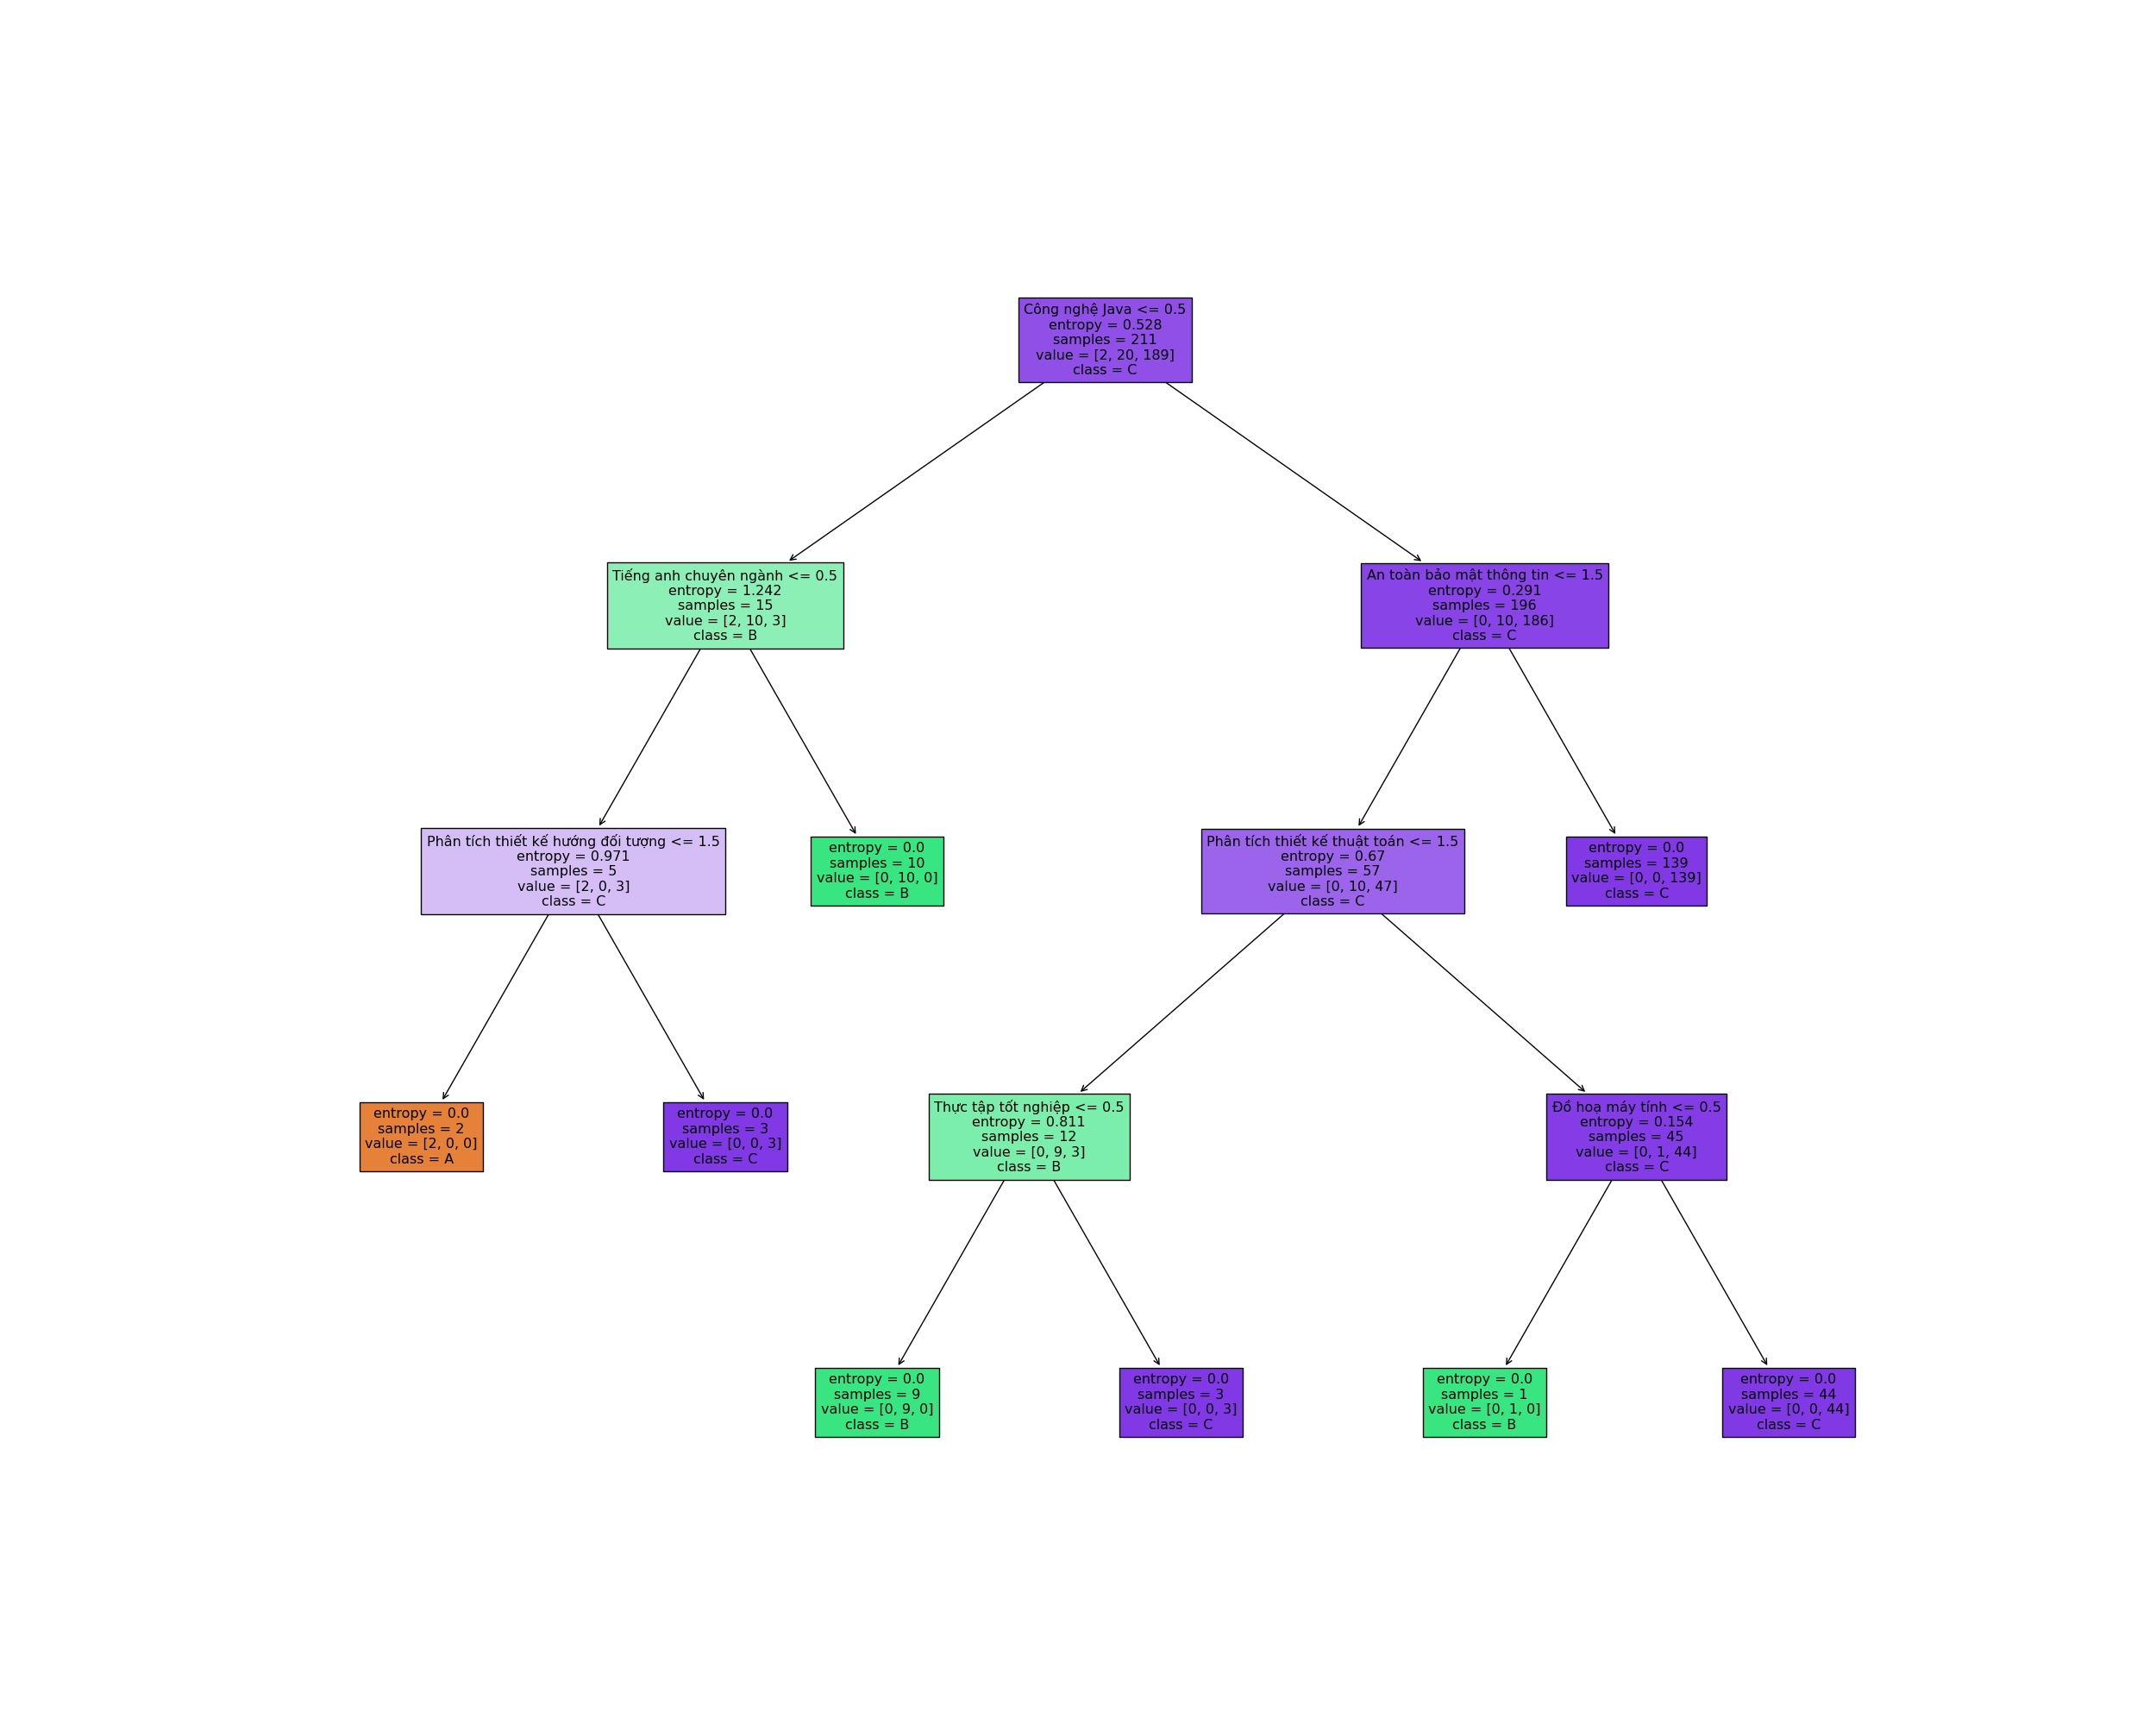 Công nghệ Java <= 0.5
entropy = 0.528
samples = 211
value = [2, 20, 189]
class = C
Tiếng anh chuyên ngành <= 0.5
entropy = 1.242
samples = 15
value = [2, 10, 3]
class = B
An toàn bảo mật thông tin <= 1.5
entropy = 0.291
samples = 196
value = [0, 10, 186]
class = C
Phân tích thiết kế hướng đối tượng <= 1.5
entropy = 0.971
samples = 5
value = [2, 0, 3]
class = C
entropy = 0.0
samples = 10
value = [0, 10, 0]
class = B
Phân tích thiết kế thuật toán <= 1.5
entropy = 0.67
samples = 57
value = [0, 10, 47]
class = C
entropy = 0.0
samples = 139
value = [0, 0, 139]
class = C
entropy = 0.0
samples = 2
value = [2, 0, 0]
class = A
entropy = 0.0
samples = 3
value = [0, 0, 3]
class = C
Thực tập tốt nghiệp <= 0.5
entropy = 0.811
samples = 12
value = [0, 9, 3]
class = B
Đồ hoạ máy tính <= 0.5
entropy = 0.154
samples = 45
value = [0, 1, 44]
class = C
entropy = 0.0
samples = 9
value = [0, 9, 0]
class = B
entropy = 0.0
samples = 3
value = [0, 0, 3]
class = C
entropy = 0.0
samples = 1
value = [0, 1, 0]
class = B
entropy = 0.0
samples = 44
value = [0, 0, 44]
class = C